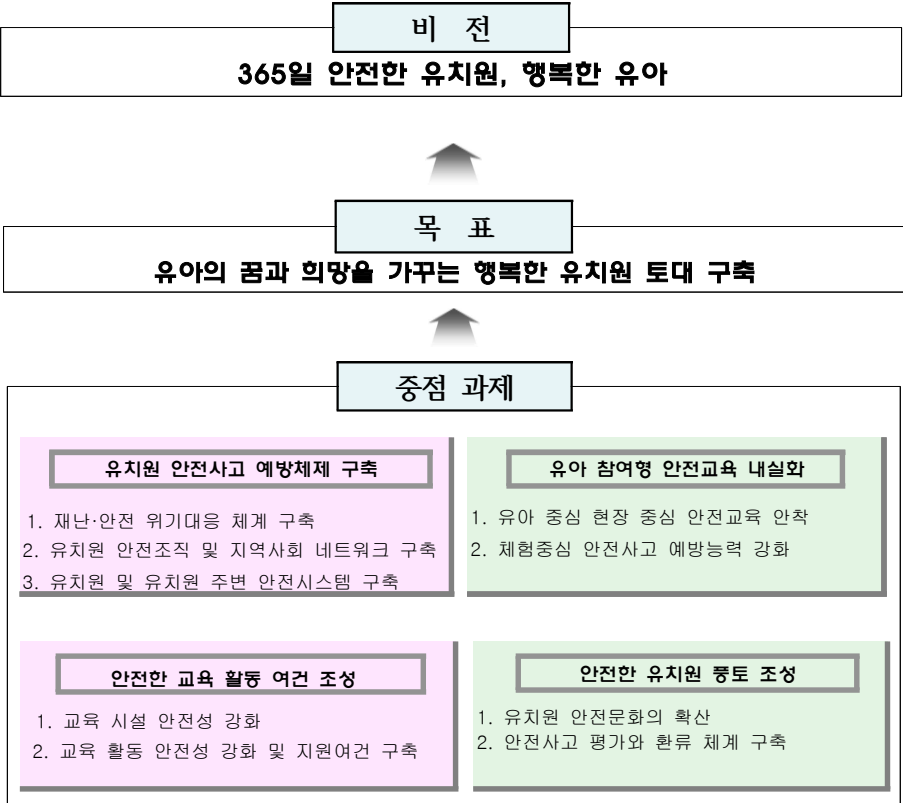 비 전
365일 안전한 유치원, 행복한 유아
목 표
유아의 꿈과 희망을 가꾸는 행복한 유치원 토대 구축
중점 과제
유치원 안전사고 예방체제 구축
1. 재난·안전 위기대응 체계 구축
2. 유치원 안전조직 및 지역사회 네트워크 구축
3. 유치원 및 유치원 주변 안전시스템 구축
유아 참여형 안전교육 내실화
1. 유아 중심 현장 중심 안전교육 안착
2. 체험중심 안전사고 예방능력 강화
안전한 교육 활동 여건 조성
1. 교육 시설 안전성 강화
2. 교육 활동 안전성 강화 및 지원여건 구축
안전한 유치원 풍토 조성
1. 유치원 안전문화의 확산
2. 안전사고 평가와 환류 체계 구축